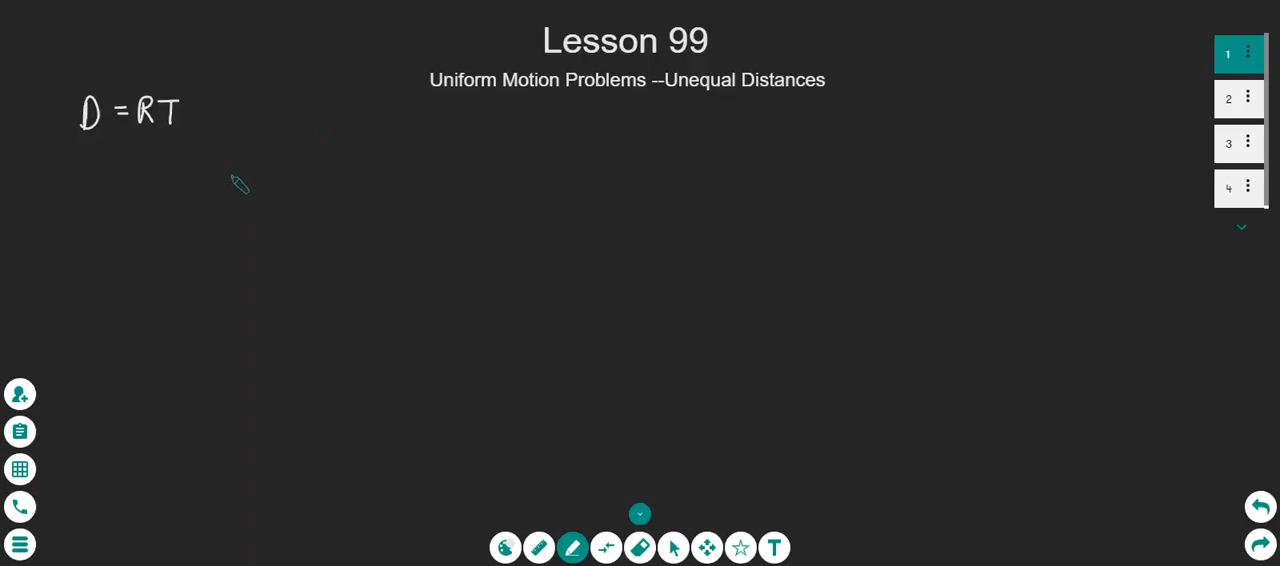 Lesson 99
Uniform Motion Problems --Unequal Distances
D = RT
1
2
3
4
T